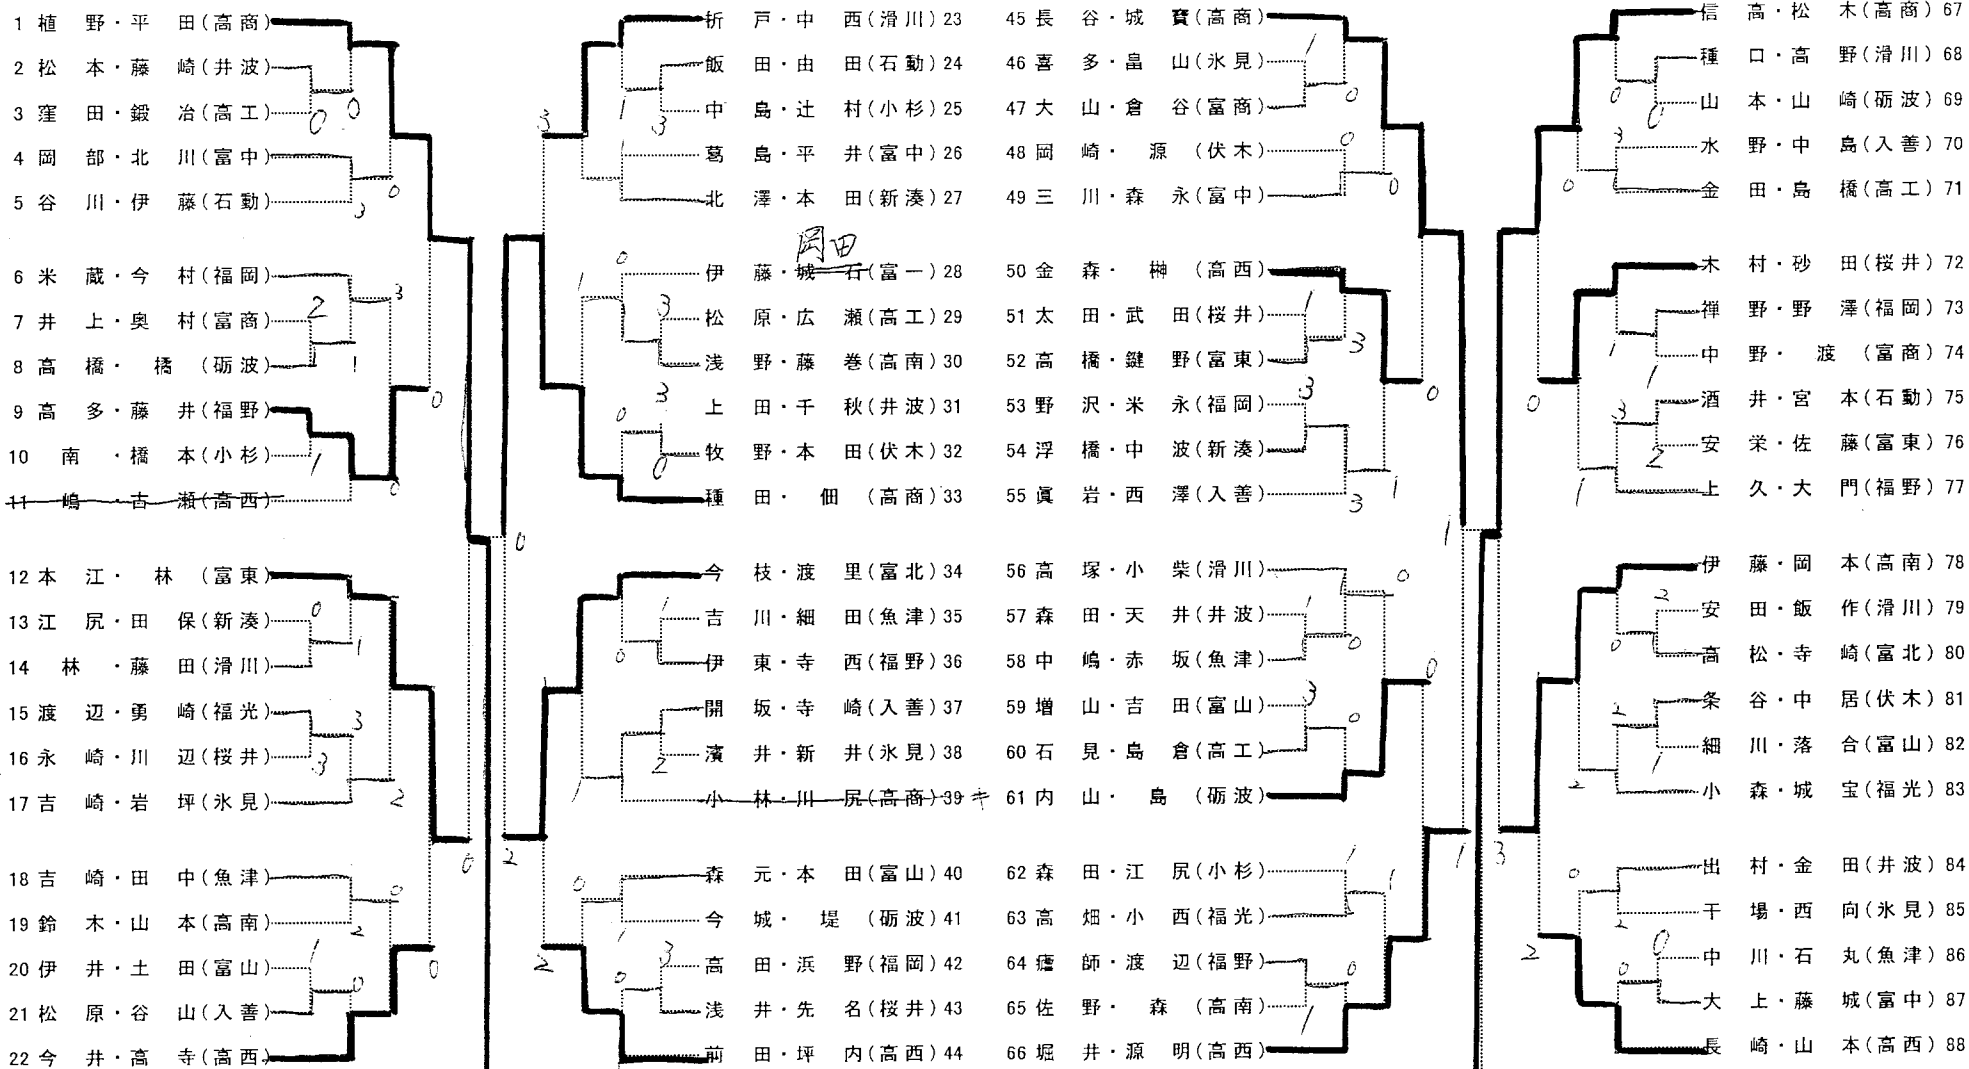 1 植野・平田(高商)
2 松本・藤崎(井波)
3 窪田・鍛冶(高工)
4 岡部・北川(富中)
5 谷川・伊藤(石動)
6 米蔵・今村(福岡)
7 井上・奥村(富商)
8 高橋・橘(砺波)
9 高多・藤井(福野)
10 南・橋本(小杉)
11 嶋・古瀬(高西)
12 本江・林(富東)
13 江尻・田保(新湊)
14 林・藤田(滑川)
15 渡辺・勇崎(福光)
16 永崎・川辺(桜井)
17 吉崎・岩坪(氷見)
18 吉崎・田中(魚津)
19 鈴木・山本(高南)
20 伊井・土田(富山)
21 松原・谷山(入善)
22 今井・高寺(高西)
折戸・中西(滑川) 23
飯田・由田(石動) 24
中島・辻村(小杉) 25
葛島・平井(富中) 26
北澤・本田(新湊) 27
岡田
伊藤・城石(富一) 28
松原・広瀬(高工) 29
浅野・藤巻(高南) 30
上田・千秋(井波) 31
牧野・本田(伏木) 32
種田・佃(高商) 33
今枝・渡里(富北) 34
吉川・細田(魚津) 35
伊東・寺西(福野) 36
開坂・寺崎(入善) 37
濱井・新井(氷見) 38
小林・川尻(高商) 39 キ
森元・本田(富山) 40
今城・堤(砺波) 41
高田・浜野(福岡) 42
浅井・先名(桜井) 43
前田・坪内(高西) 44
45 長谷・城寶(高商)
46 喜多・畠山(氷見)
47 大山・倉谷(富商)
48 岡崎・源(伏木)
49 三川・森永(富中)
50 金森・榊(高西)
51 太田・武田(桜井)
52 高橋・鍵野(富東)
53 野沢・米永(福岡)
54 浮橋・中波(新湊)
55 眞岩・西澤(入善)
56 高塚・小柴(滑川)
57 森田・天井(井波)
58 中嶋・赤坂(魚津)
59 増山・吉田(富山)
60 石見・島倉(高工)
61 内山・島(砺波)
62 森田・江尻(小杉)
63 高畑・小西(福光)
64 師・渡辺(福野)
65 佐野・森(高南)
66 堀井・源明(高西)
信高・松木(高商) 67
種口・高野(滑川) 68
山本・山崎(砺波) 69
水野・中島(入善) 70
金田・島橋(高工) 71
木村・砂田(桜井) 72
禅野・野澤(福岡) 73
中野・渡(富商) 74
酒井・宮本(石動) 75
安栄・佐藤(富東) 76
上久・大門(福野) 77
伊藤・岡本(高南) 78
安田・飯作(滑川) 79
高松・寺崎(富北) 80
条谷・中居(伏木) 81
細川・落合(富山) 82
小森・城宝(福光) 83
出村・金田(井波) 84
干場・西向(氷見) 85
中川・石丸(魚津) 86
大上・藤城(富中) 87
長崎・山本(高西) 88